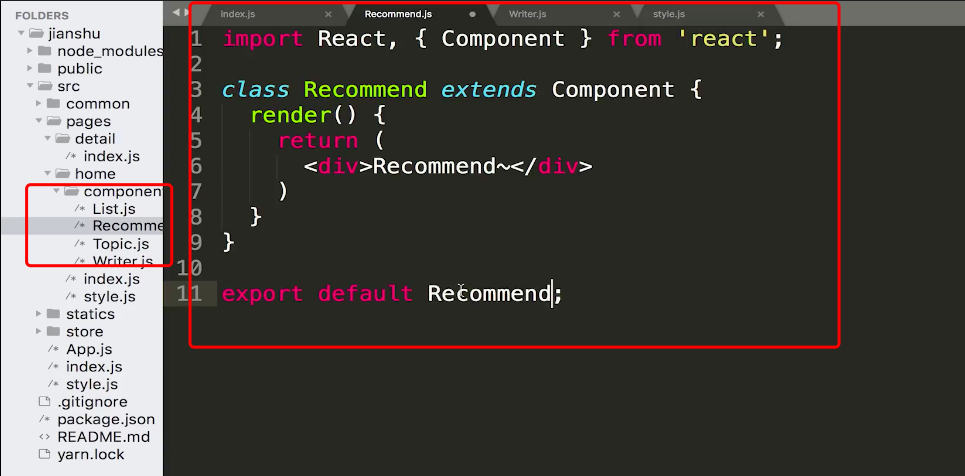 FOLDERS
jianshu
node_modules
public
src
common
pages
detail
/* index.js
home
componen
/* List.js
/* Recomme
/* Topic.js
/* Writer.js
/* index.js
/* style.js
statics
store
/* App.js
/* index.js
/* style.js
.gitignore
/* package.json
<> README.md
yarn.lock
index.js × Recommend.js Writer.js × style.js ×
1 import React, { Component } from 'react';
2
3 class Recommend extends Component {
4 render() {
5 return (
6 <div>Recommend~</div>
7 )
8 }
9 }
10
11 export default Recommend;